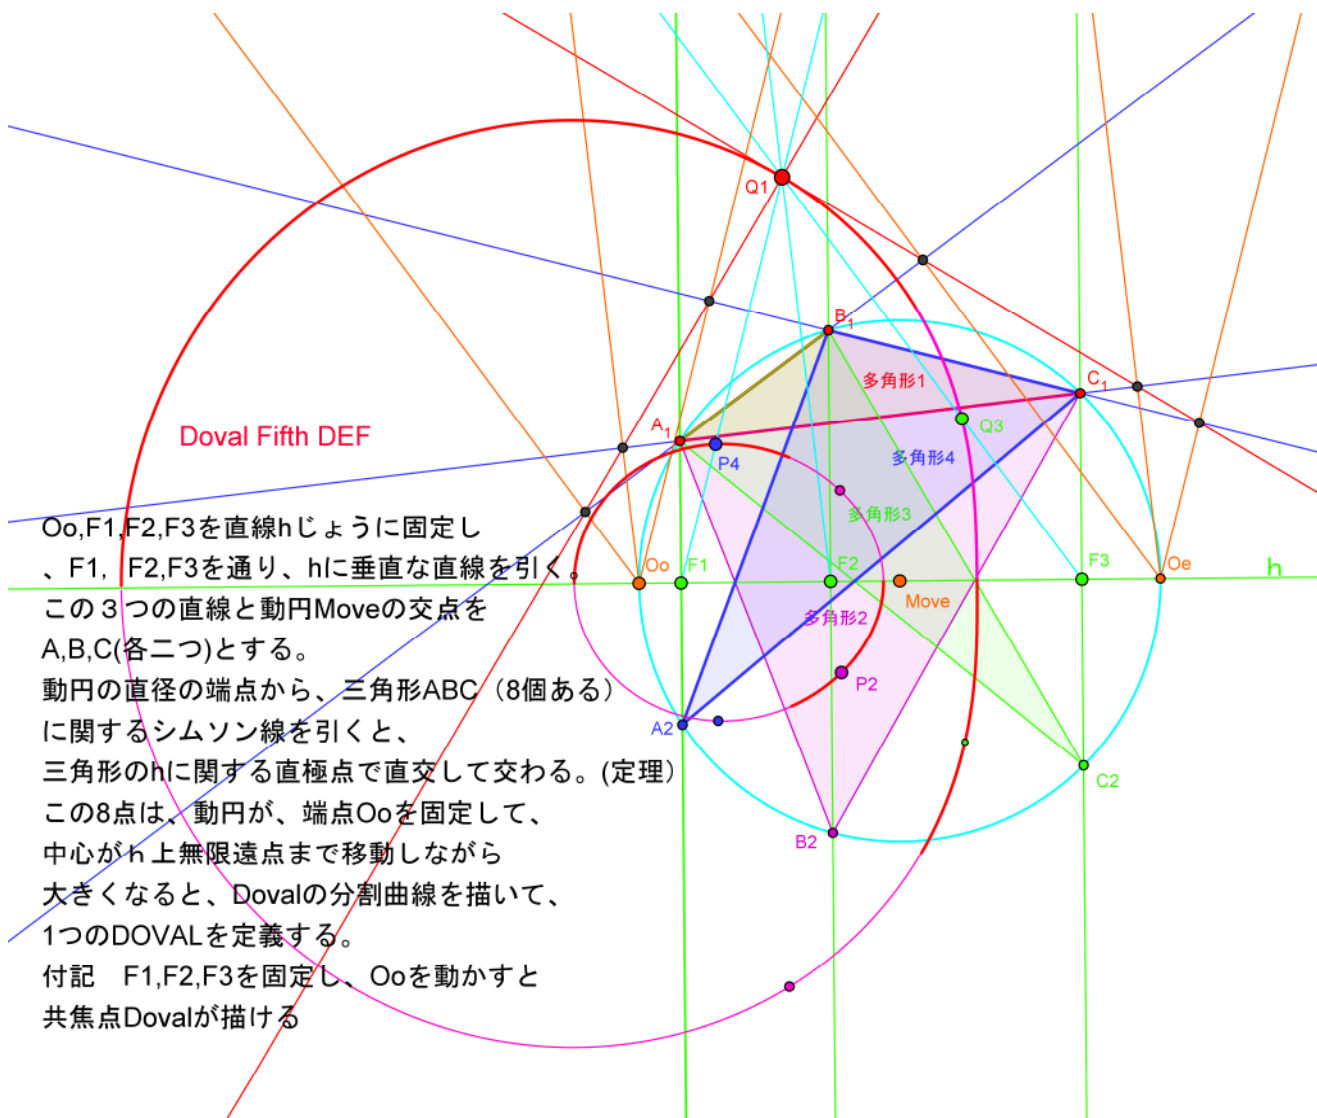 Q1
B1
C1
多角形1
A1
Q3
Doval Fifth DEF
P4
多角形4
多角形3
Oo,F1,F2,F3を直線hじょうに固定し
、F1, F2,F3を通り、hに垂直な直線を引く。
Oo
F1
F2
F3
Oe
h
Move
この３つの直線と動円Moveの交点を
多角形2
A,B,C(各二つ)とする。
動円の直径の端点から、三角形ABC（8個ある）
P2
に関するシムソン線を引くと、
A2
三角形のhに関する直極点で直交して交わる。(定理）
C2
この8点は、動円が、端点Ooを固定して、
B2
中心がｈ上無限遠点まで移動しながら
大きくなると、Dovalの分割曲線を描いて、
1つのDOVALを定義する。
付記　F1,F2,F3を固定し、Ooを動かすと
共焦点Dovalが描ける